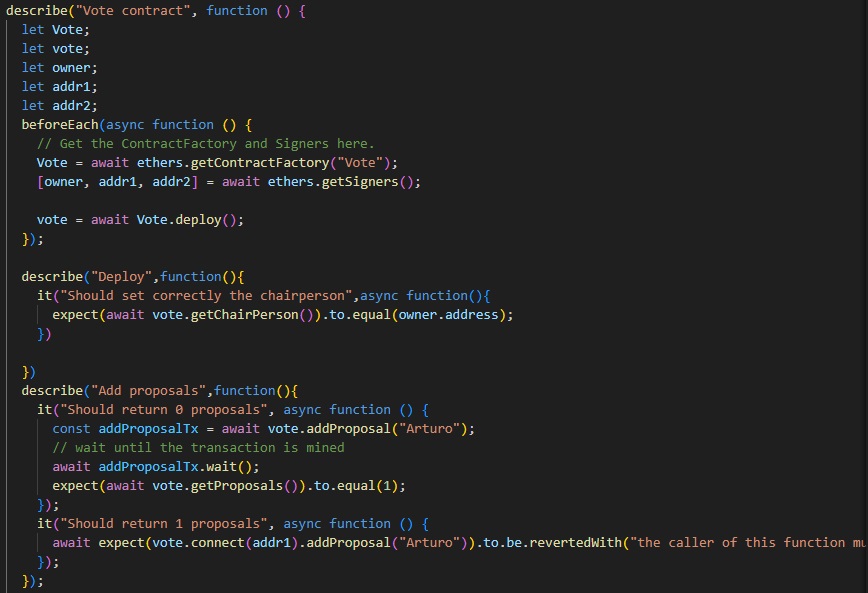 describe("Vote contract", function () {
let Vote;
let vote;
let owner;
let addr1;
let addr2;
beforeEach(async function () {
// Get the ContractFactory and Signers here.
Vote = await ethers.getContractFactory("Vote");
[owner, addr1, addr2] = await ethers.getSigners();
vote = await Vote.deploy();
});
describe("Deploy",function(){
it("Should set correctly the chairperson",async function(){
expect(await vote.getChairPerson()).to.equal(owner.address);
})
})
describe("Add proposals",function(){
it("Should return 0 proposals", async function () {
const addProposalTx = await vote.addProposal("Arturo");
// wait until the transaction is mined
await addProposalTx.wait();
expect(await vote.getProposals()).to.equal(1);
});
it("Should return 1 proposals", async function () {
await expect(vote.connect(addr1).addProposal("Arturo")).to.be.revertedWith("the caller of this function
});
});